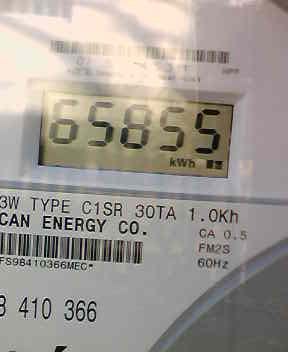 65855
kWh
3W TYPE C1SR 30TA 1.0Kh
CAN ENERGY CO.
CA 0.5
FM2S
60Hz
FS98410366MEC*
8 410 366